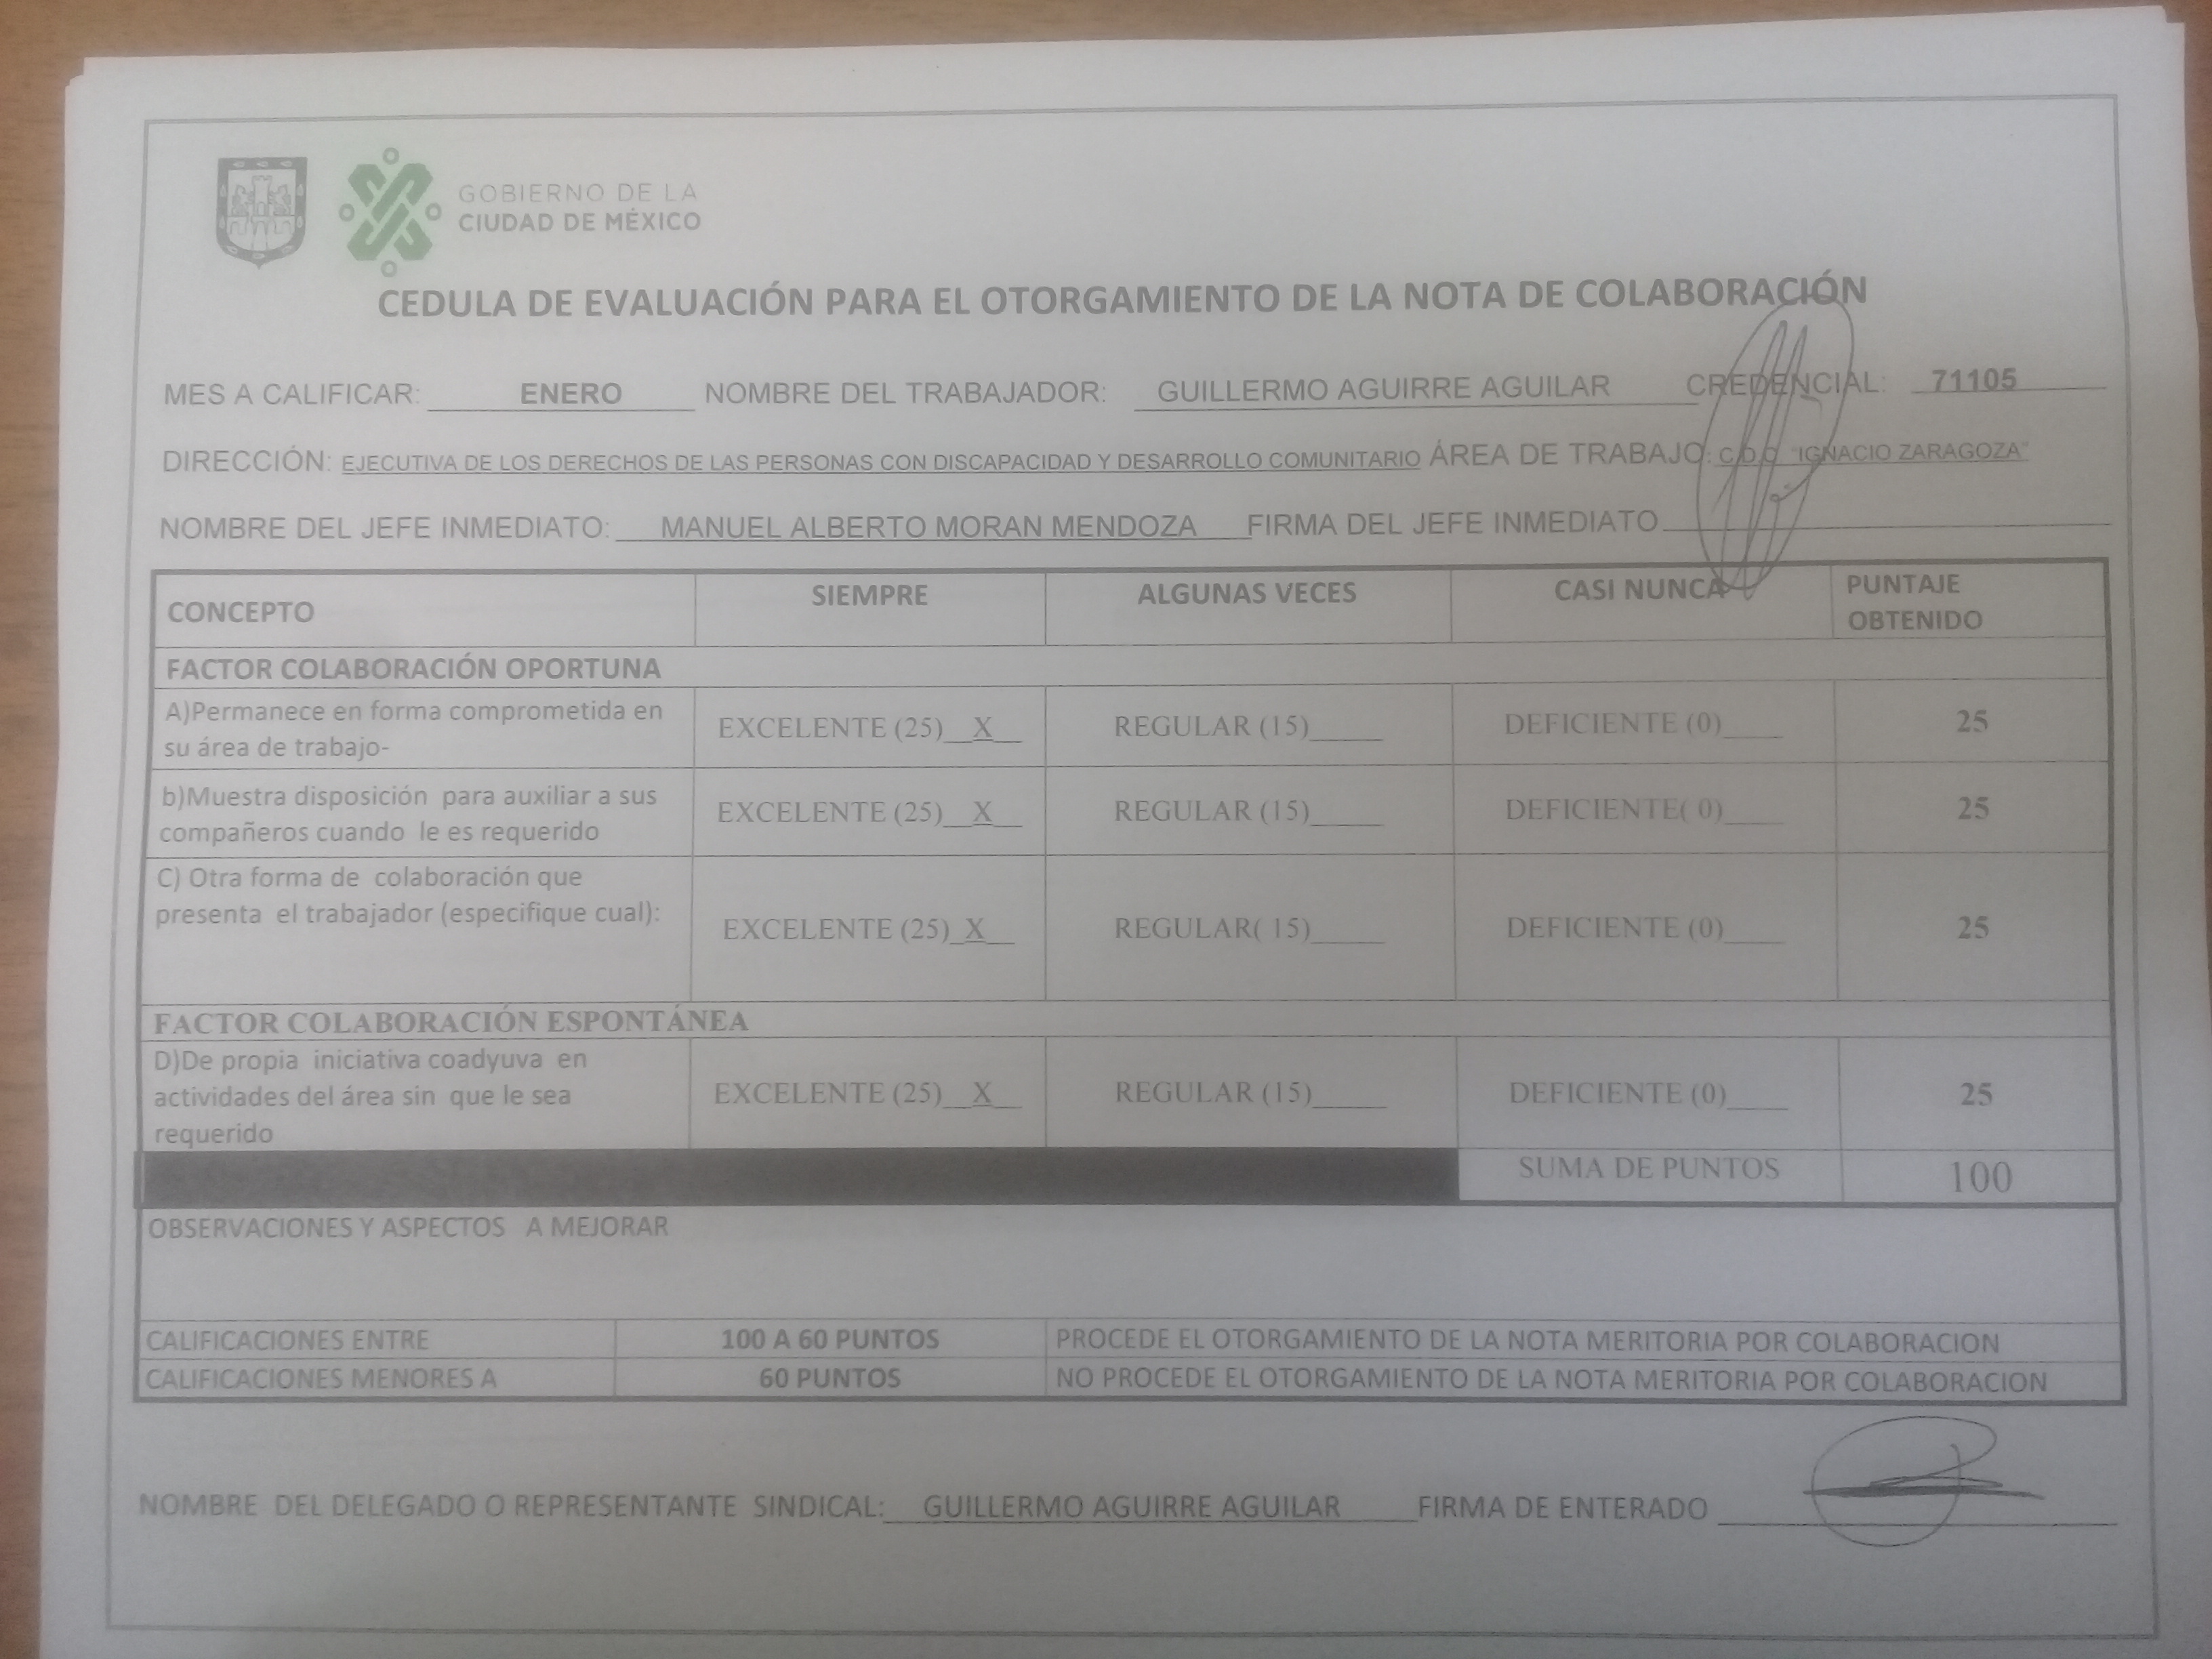 GOBIERNO DE LA
CIUDAD DE MÉXICO
CEDULA DE EVALUACIÓN PARA EL OTORGAMIENTO DE LA NOTA DE COLABORACIÓN
MES A CALIFICAR: ENERO NOMBRE DEL TRABAJADOR: GUILLERMO AGUIRRE AGUILAR CREDENCIAL: 71105
DIRECCIÓN: EJECUTIVA DE LOS DERECHOS DE LAS PERSONAS CON DISCAPACIDAD Y DESARROLLO COMUNITARIO ÁREA DE TRABAJO: "IGNACIO ZARAGOZA"
NOMBRE DEL JEFE INMEDIATO: MANUEL ALBERTO MORAN MENDOZA FIRMA DEL JEFE INMEDIATO
CONCEPTO SIEMPRE ALGUNAS VECES CASI NUNCA PUNTAJE
OBTENIDO
FACTOR COLABORACIÓN OPORTUNA
A)Permanece en forma comprometida en
su área de trabajo- EXCELENTE (25)__X__ REGULAR (15)_____ DEFICIENTE (0)____ 25
b)Muestra disposición para auxiliar a sus
compañeros cuando le es requerido EXCELENTE (25)__X__ REGULAR (15)_____ DEFICIENTE( 0)____ 25
C) Otra forma de colaboración que
presenta el trabajador (especifique cual):
EXCELENTE (25)_X__ REGULAR( 15)_____ DEFICIENTE (0)____ 25
FACTOR COLABORACIÓN ESPONTÁNEA
D)De propia iniciativa coadyuva en
actividades del área sin que le sea
requerido EXCELENTE (25)__X__ REGULAR (15)_____ DEFICIENTE (0)____ 25
SUMA DE PUNTOS 100
OBSERVACIONES Y ASPECTOS A MEJORAR
CALIFICACIONES ENTRE 100 A 60 PUNTOS PROCEDE EL OTORGAMIENTO DE LA NOTA MERITORIA POR COLABORACION
CALIFICACIONES MENORES A 60 PUNTOS NO PROCEDE EL OTORGAMIENTO DE LA NOTA MERITORIA POR COLABORACION
NOMBRE DEL DELEGADO O REPRESENTANTE SINDICAL: GUILLERMO AGUIRRE AGUILAR FIRMA DE ENTERADO